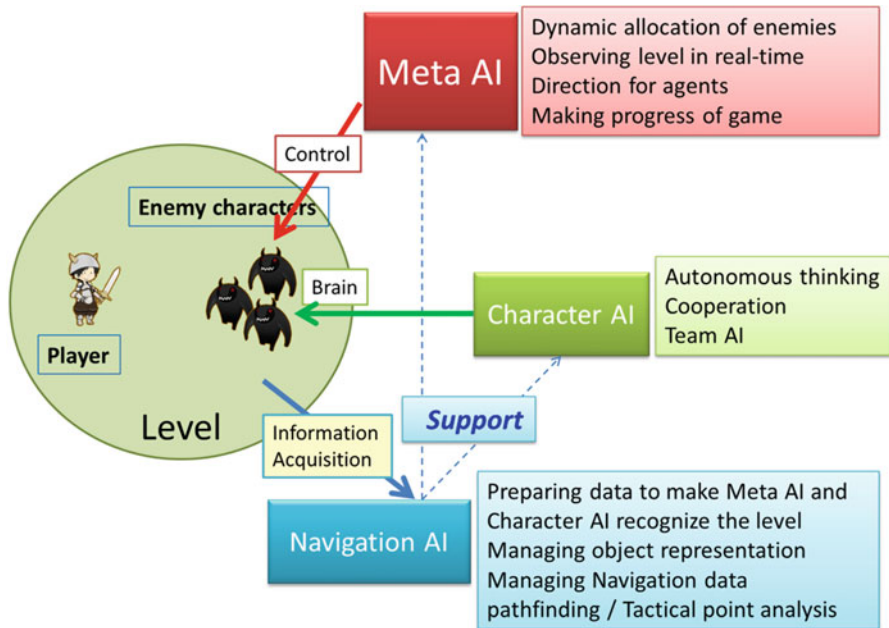 Meta AI
Dynamic allocation of enemies
Observing level in real-time
Direction for agents
Making progress of game
Control
Enemy characters
Brain
Player
Level
Character AI
Autonomous thinking
Cooperation
Team AI
Support
Information
Acquisition
Navigation AI
Preparing data to make Meta AI and
Character AI recognize the level
Managing object representation
Managing Navigation data
pathfinding / Tactical point analysis